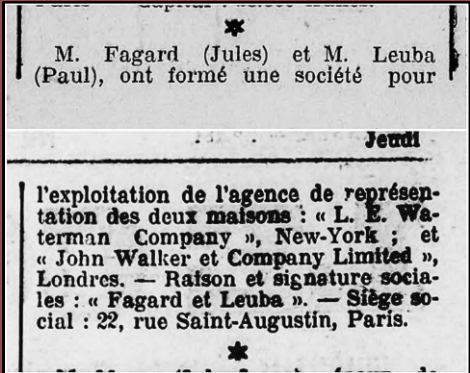 M. Fagard (Jules) et M. Leuba
(Paul), ont formé une société pour
Jeudi
l'exploitation de l'agence de représen-
tation des deux maisons : « L. E. Wa-
terman Company », New-York ; et
« John Walker et Company Limited »,
Londres. — Raison et signature socia-
les : « Fagard et Leuba ». — Siège so-
cial : 22, rue Saint-Augustin, Paris.